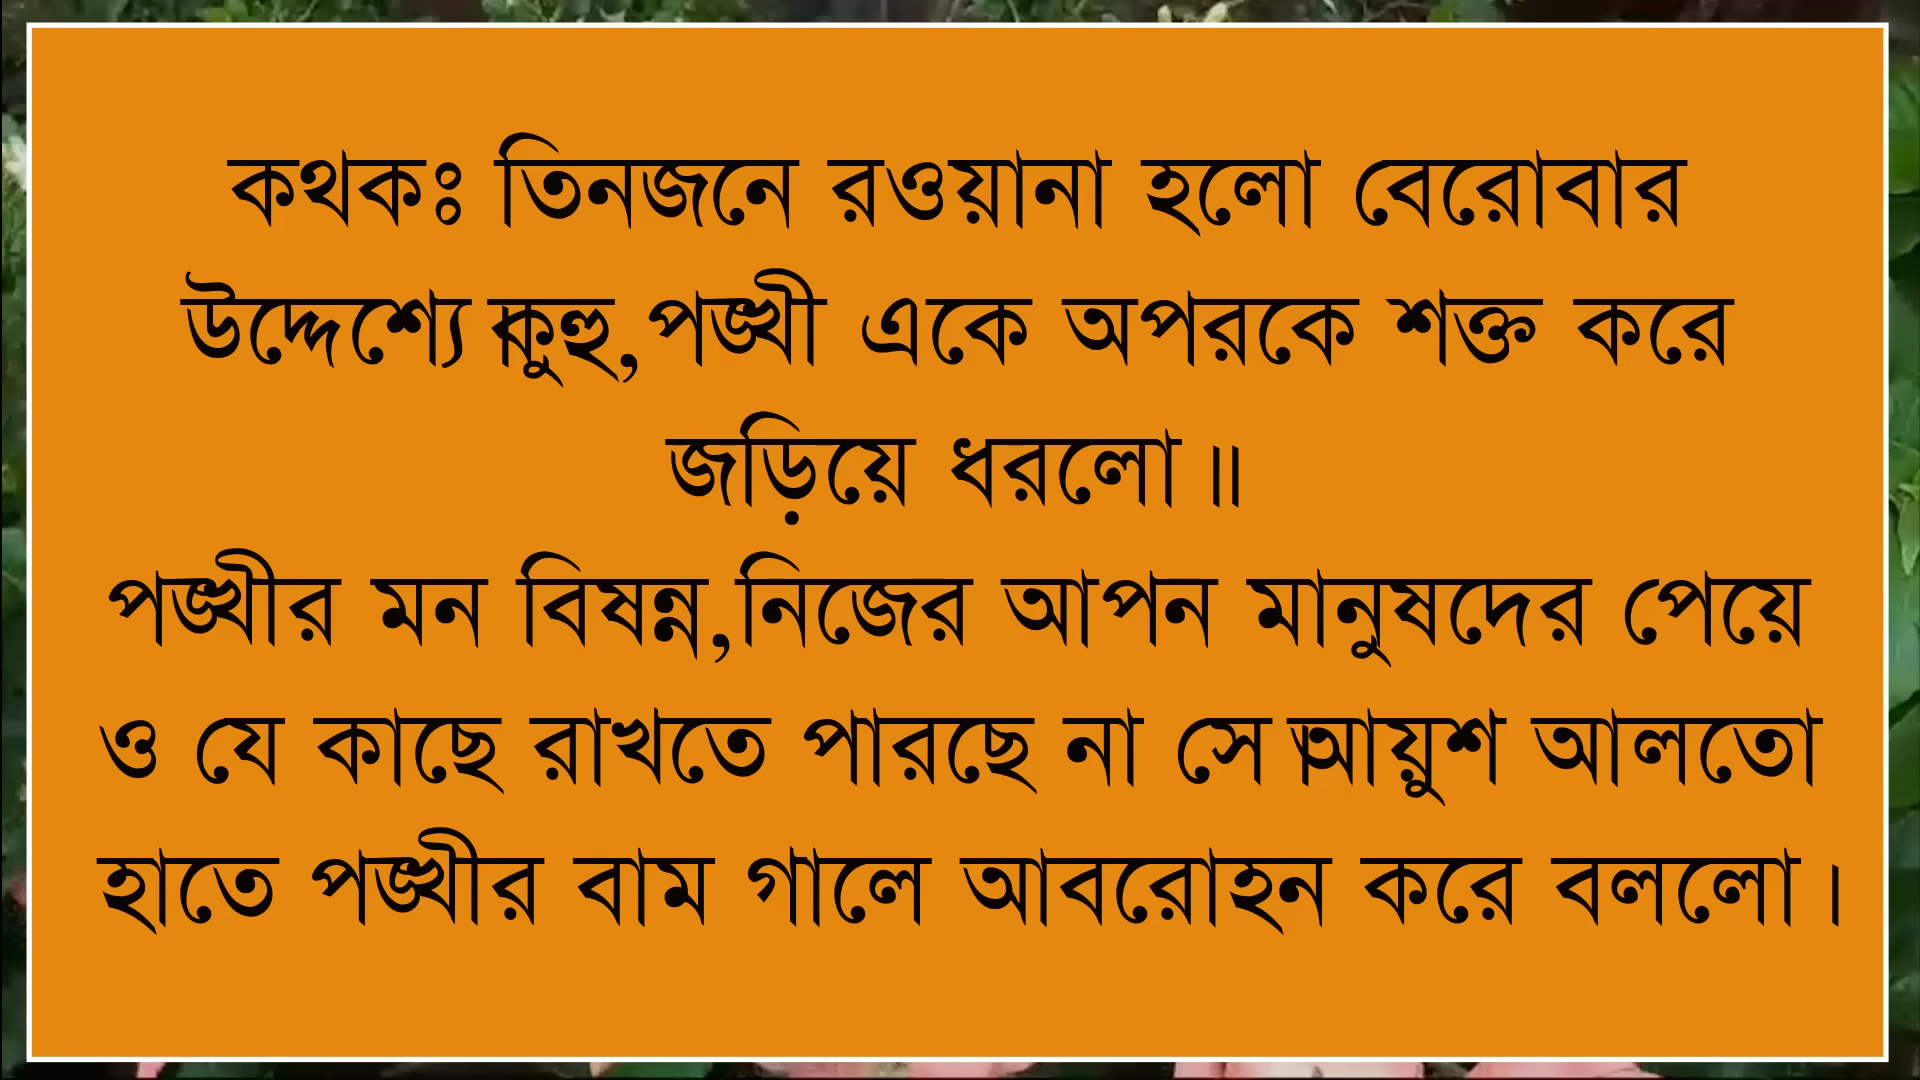 কথকঃ তিনজনে রওয়ানা হলো বেরোবার
উদ্দেশ্যে।কুহু,পঙ্খী একে অপরকে শক্ত করে
জড়িয়ে ধরলো॥
পঙ্খীর মন বিষন্ন,নিজের আপন মানুষদের পেয়ে
ও যে কাছে রাখতে পারছে না সে।আয়ুশ আলতো
হাতে পঙ্খীর বাম গালে আবরোহন করে বললো।